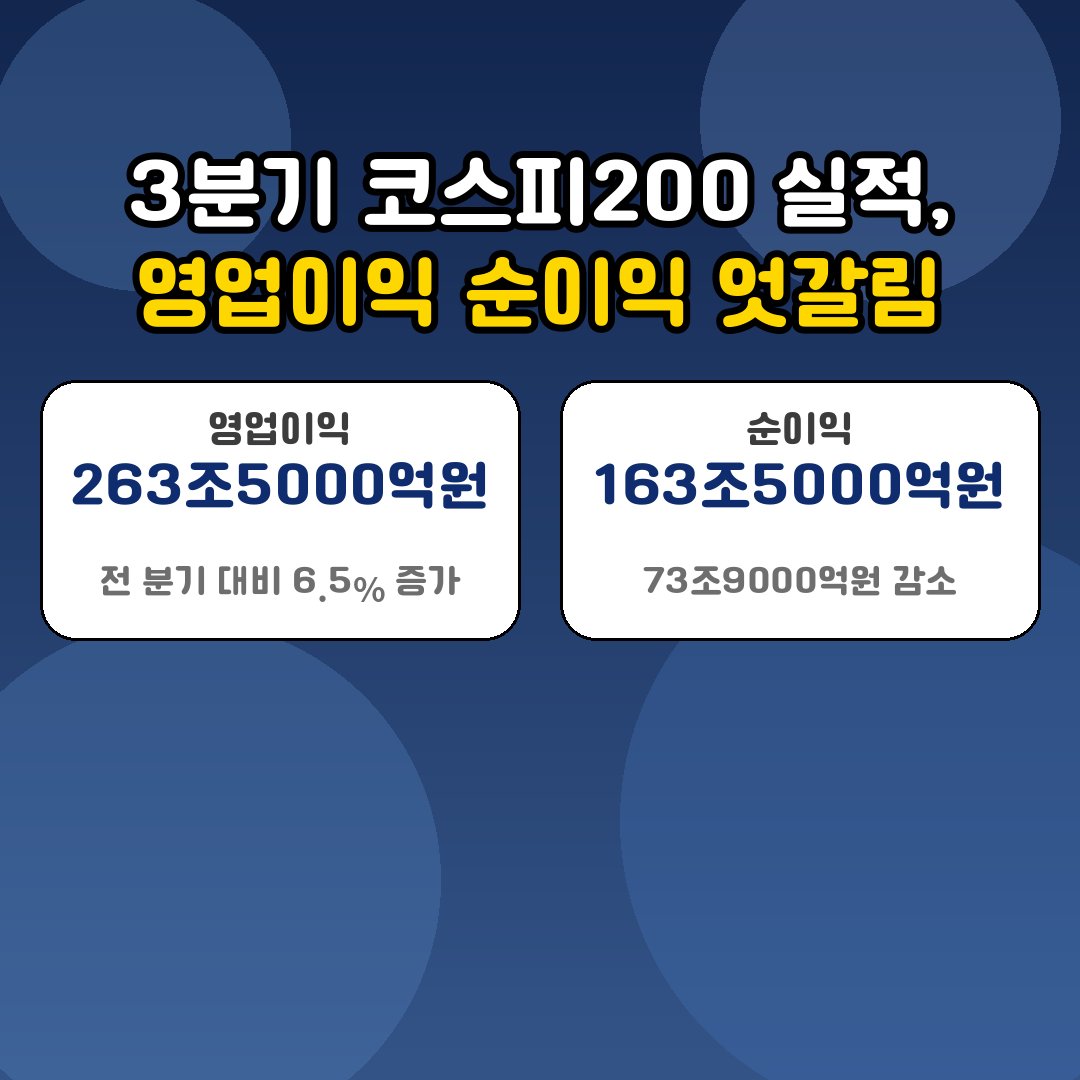 3분기 코스피200 실적,
영업이익 순이익 엇갈림
영업이익
263조5000억원
전 분기 대비 6.5% 증가
순이익
163조5000억원
73조9000억원 감소